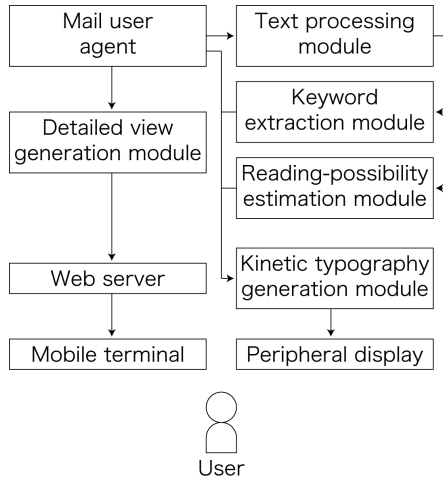 Mail user
agent
Text processing
module
Keyword
extraction module
Detailed view
generation module
Reading-possibility
estimation module
Kinetic typography
generation module
Web server
Mobile terminal
Peripheral display
User